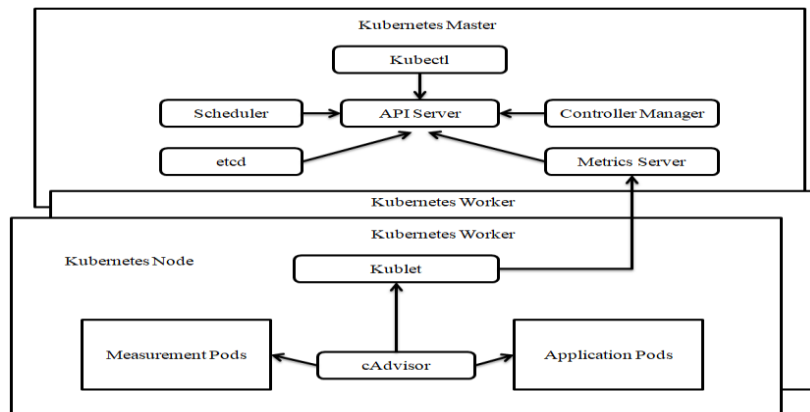 Kubernetes Master
Kubectl
Scheduler
API Server
Controller Manager
etcd
Metrics Server
Kubernetes Worker
Kubernetes Worker
Kubernetes Node
Kublet
Measurement Pods
cAdvisor
Application Pods